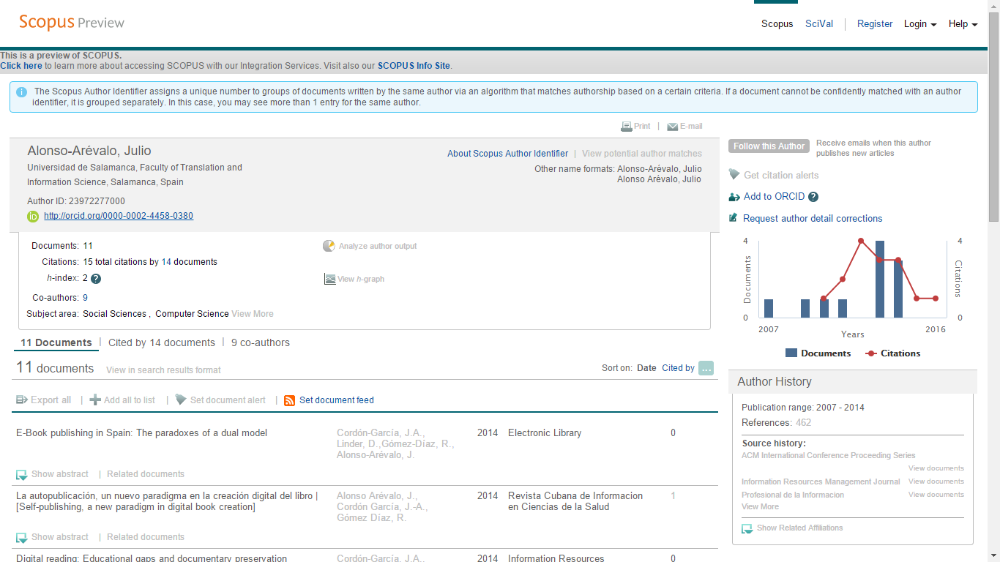 Scopus Preview
Scopus SciVal Register Login Help
This is a preview of SCOPUS.
Click here to learn more about accessing SCOPUS with our Integration Services. Visit also our SCOPUS Info Site.
The Scopus Author Identifier assigns a unique number to groups of documents written by the same author via an algorithm that matches authorship based on a certain criteria. If a document cannot be confidently matched with an author
identifier, it is grouped separately. In this case, you may see more than 1 entry for the same author.
Print | E-mail
Alonso-Arévalo, Julio
Universidad de Salamanca, Faculty of Translation and
Information Science, Salamanca, Spain
Author ID: 23972277000
iD http://orcid.org/0000-0002-4458-0380
About Scopus Author Identifier | View potential author matches
Other name formats: Alonso-Arévalo, Julio
Alonso Arévalo, Julio
Documents: 11
Citations: 15 total citations by 14 documents
h-index: 2 ?
Co-authors: 9
Subject area: Social Sciences , Computer Science View More
Analyze author output
View h-graph
11 Documents | Cited by 14 documents | 9 co-authors
11 documents View in search results format
Sort on: Date Cited by ...
Export all | Add all to list | Set document alert | Set document feed
E-Book publishing in Spain: The paradoxes of a dual model
Cordón-García, J.A.,
Linder, D.,Gómez-Díaz, R.,
Alonso-Arévalo, J.
2014 Electronic Library 0
Show abstract | Related documents
La autopublicación, un nuevo paradigma en la creación digital del libro |
[Self-publishing, a new paradigm in digital book creation]
Alonso Arévalo, J.,
Cordón García, J.-A.,
Gómez Díaz, R.
2014 Revista Cubana de Informacion
en Ciencias de la Salud
1
Show abstract | Related documents
Digital reading: Educational gaps and documentary preservation
Cordón-García, J.A.,
2014 Information Resources 0
Follow this Author
Receive emails when this author
publishes new articles
Get citation alerts
Add to ORCID ?
Request author detail corrections
4
0
Documents
4
0
Citations
2007 2016
Years
Documents Citations
Author History
Publication range: 2007 - 2014
References: 462
Source history:
ACM International Conference Proceeding Series
View documents
Information Resources Management Journal View documents
Profesional de la Informacion View documents
View More
Show Related Affiliations